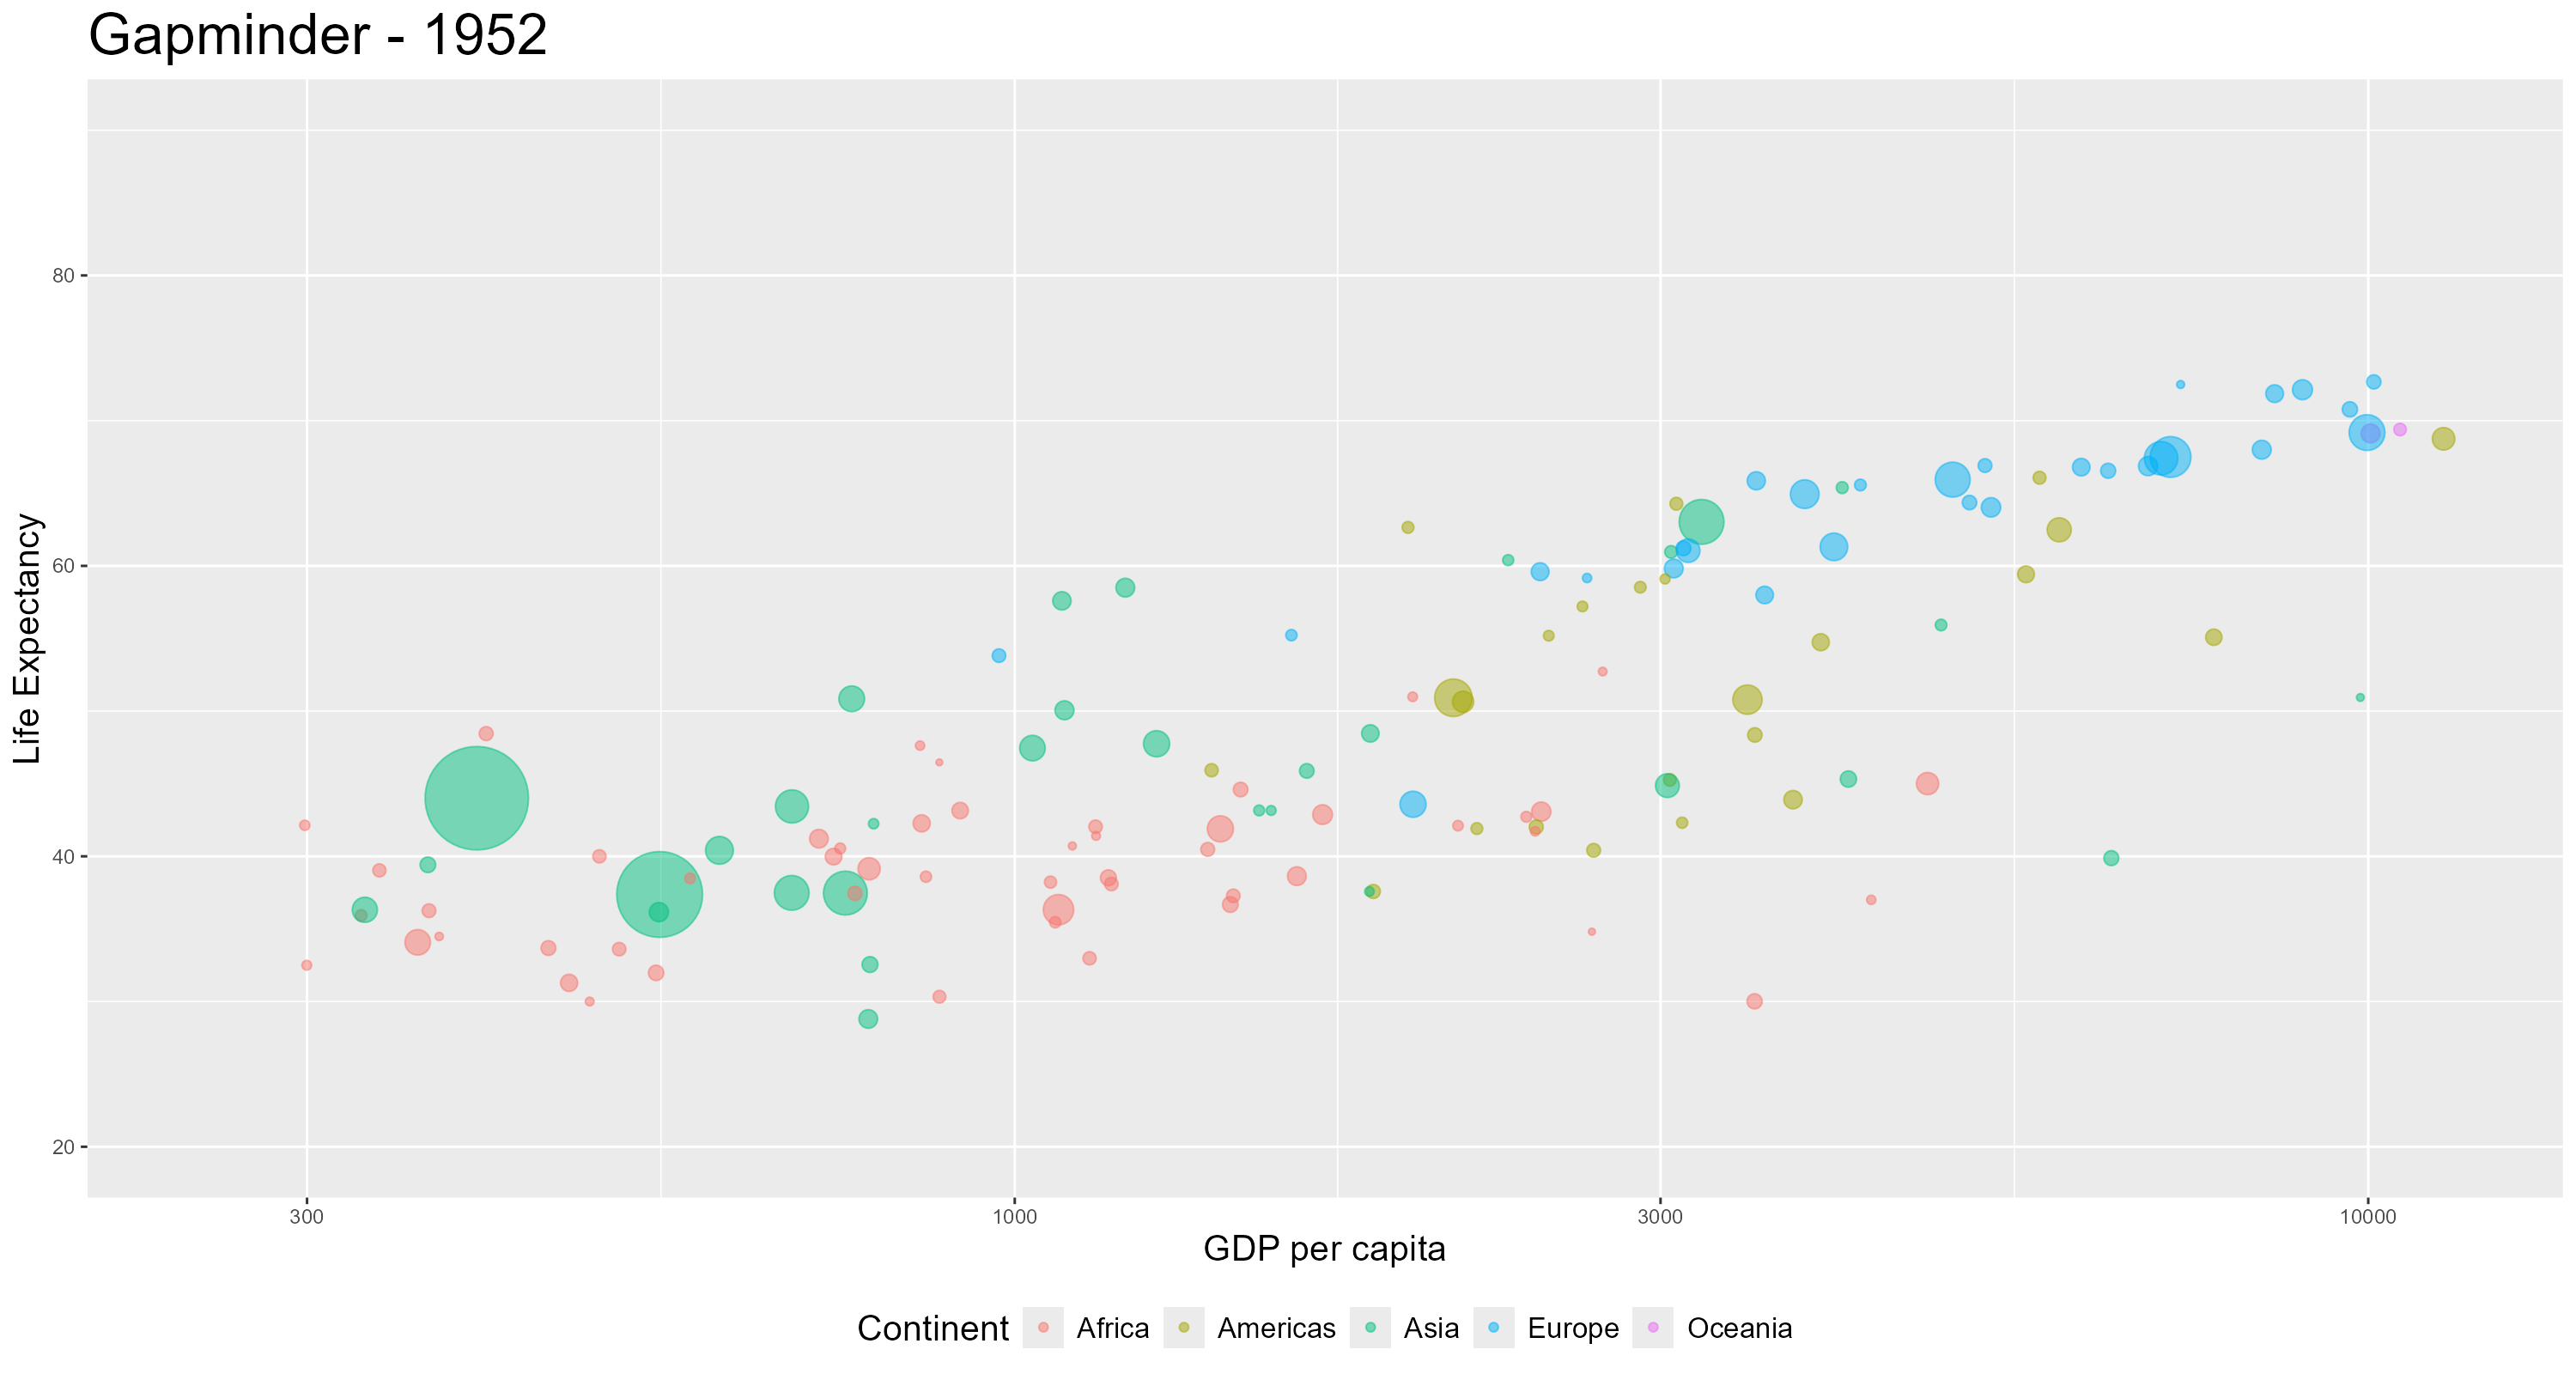 Gapminder - 1952
Life Expectancy
80
60
40
20
300 1000 3000 10000
GDP per capita
Continent Africa Americas Asia Europe Oceania